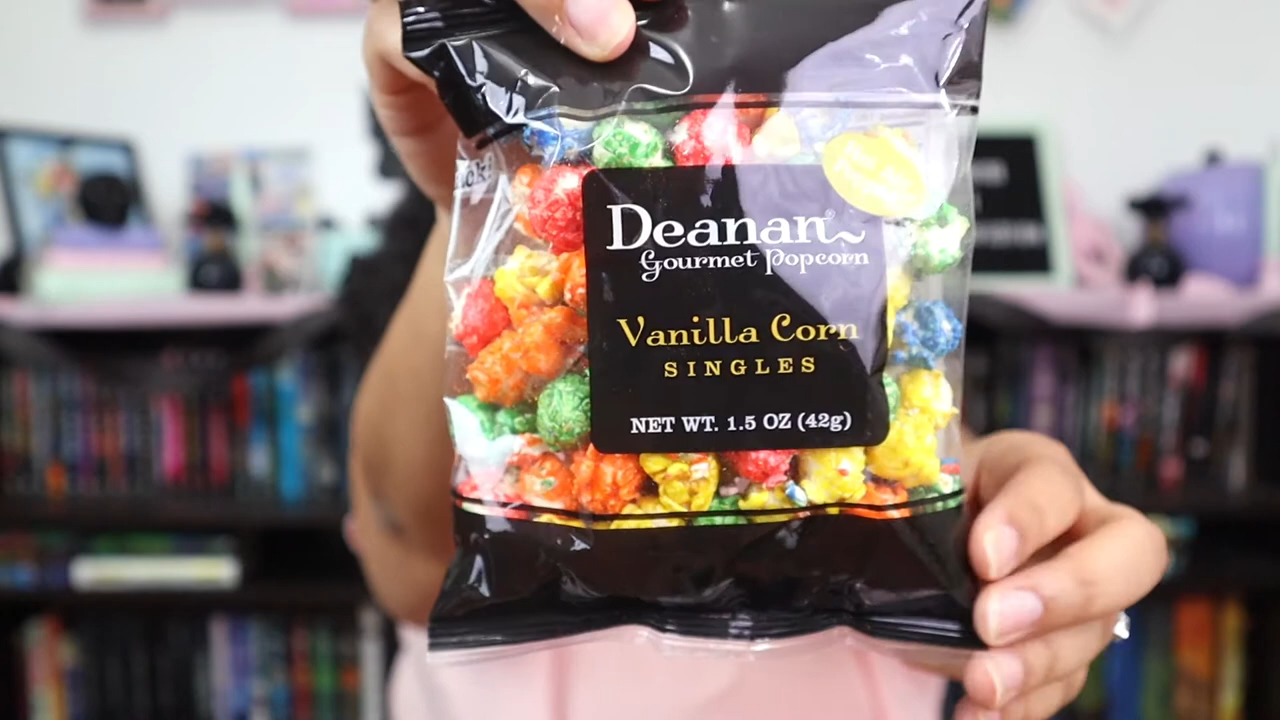 Deanan®
Gourmet Popcorn
Vanilla Corn
SINGLES
NET WT. 1.5 OZ (42g)